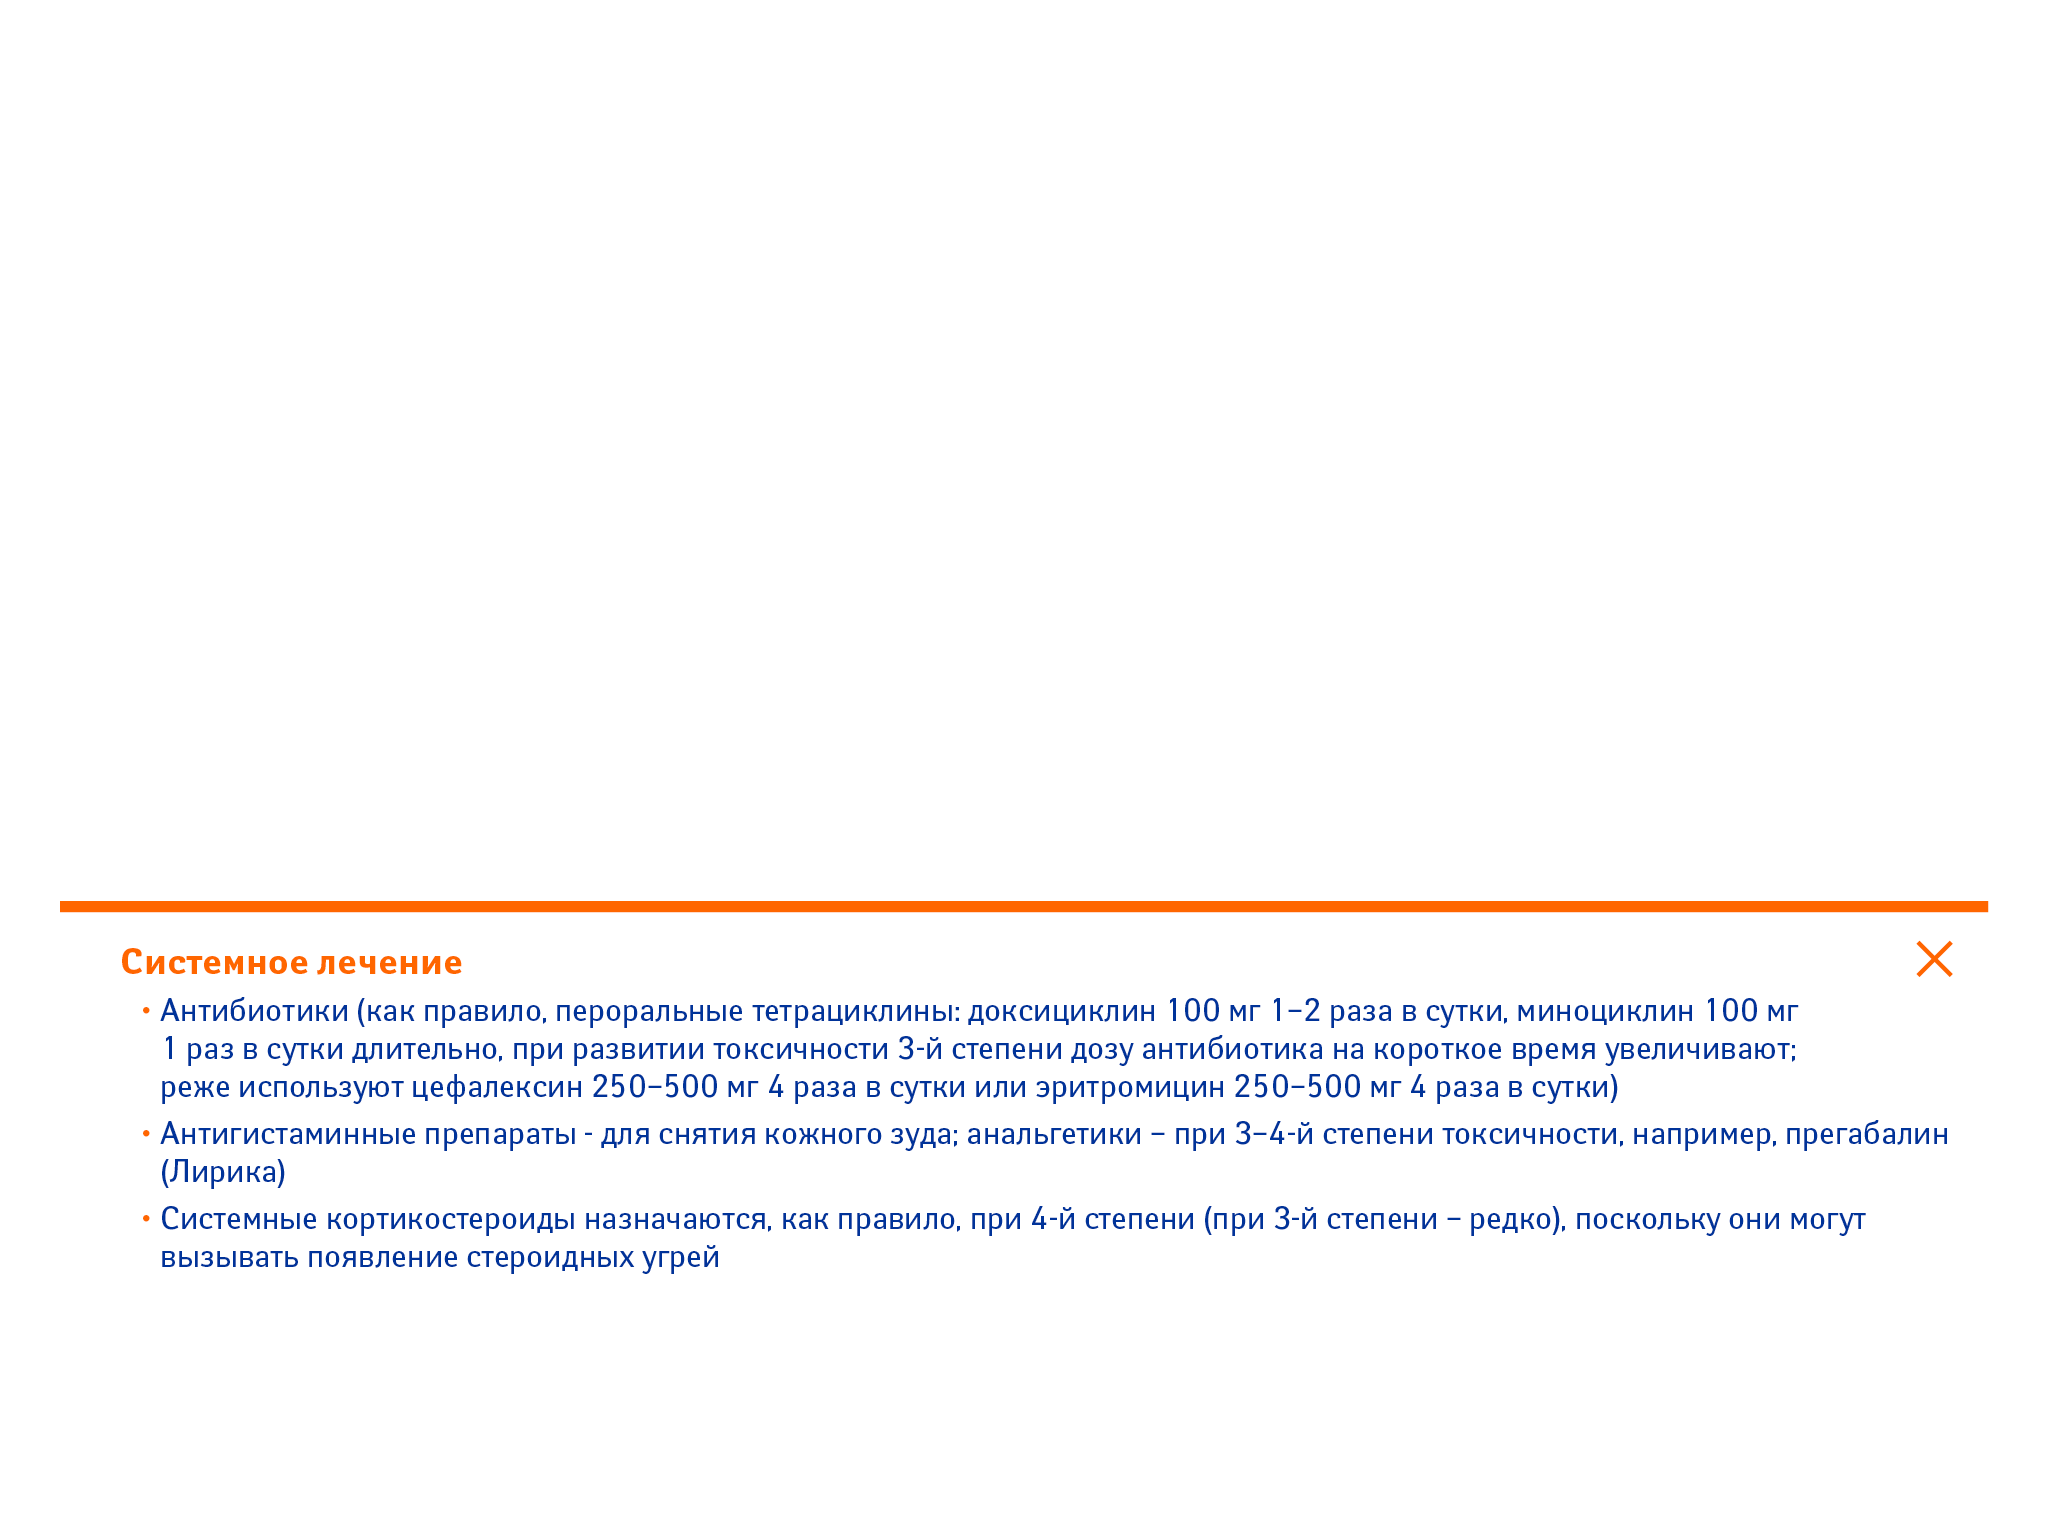 Системное лечение
• Антибиотики (как правило, пероральные тетрациклины: доксициклин 100 мг 1–2 раза в сутки, миноциклин 100 мг
1 раз в сутки длительно, при развитии токсичности 3-й степени дозу антибиотика на короткое время увеличивают;
реже используют цефалексин 250–500 мг 4 раза в сутки или эритромицин 250–500 мг 4 раза в сутки)
• Антигистаминные препараты - для снятия кожного зуда; анальгетики – при 3–4-й степени токсичности, например, прегабалин
(Лирика)
• Системные кортикостероиды назначаются, как правило, при 4-й степени (при 3-й степени – редко), поскольку они могут
вызывать появление стероидных угрей